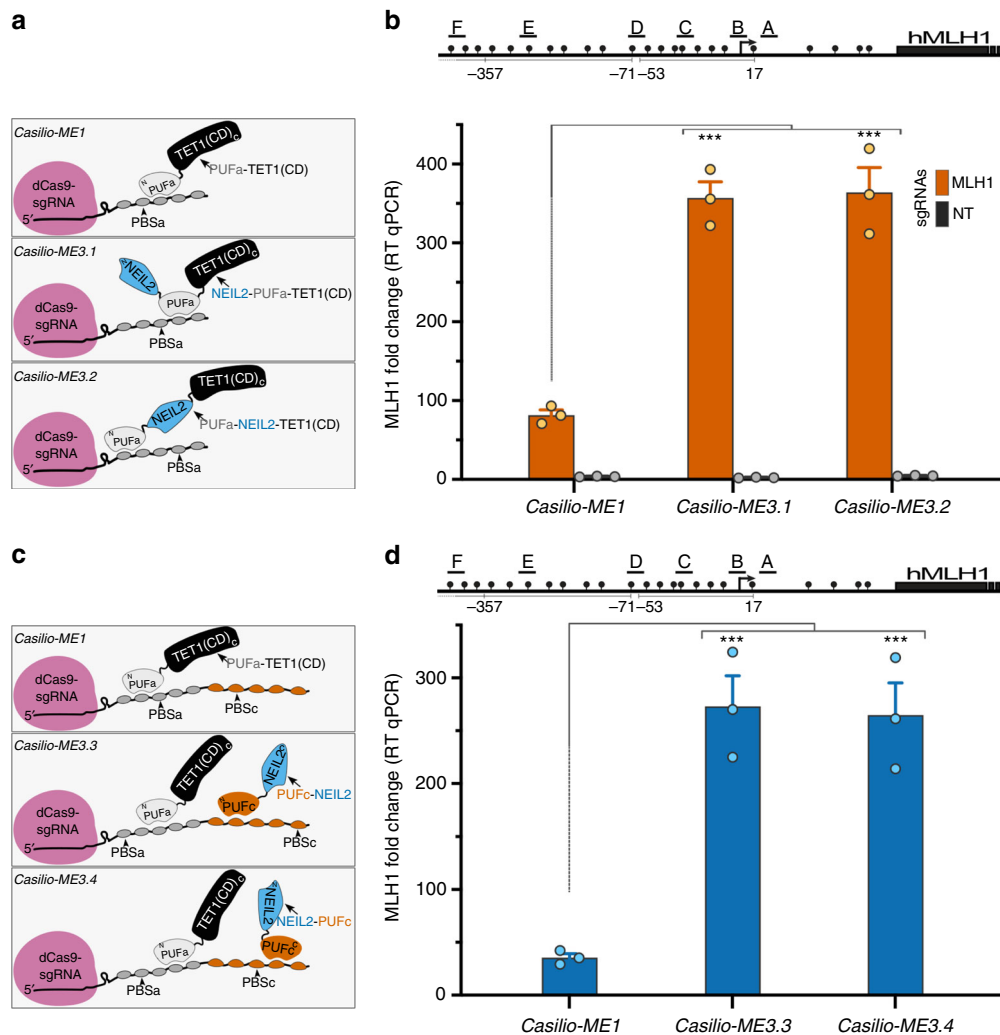 a
Casilio-ME1
dCas9-
sgRNA
5′
N
PUFa
TET1(CD)
C
PUFa-TET1(CD)
PBSa
Casilio-ME3.1
dCas9-
sgRNA
5′
N
NEIL2
PUFa
TET1(CD)
C
NEIL2-PUFa-TET1(CD)
PBSa
Casilio-ME3.2
dCas9-
sgRNA
5′
N
PUFa
NEIL2
TET1(CD)
C
PUFa-NEIL2-TET1(CD)
PBSa
b
F E D C B A
hMLH1
–357 –71 –53 17
MLH1 fold change (RT qPCR)
400
300
200
100
0
*** ***
sgRNAs
MLH1
NT
Casilio-ME1 Casilio-ME3.1 Casilio-ME3.2
c
Casilio-ME1
dCas9-
sgRNA
5′
N
PUFa
TET1(CD)
C
PUFa-TET1(CD)
PBSa
PBSc
Casilio-ME3.3
dCas9-
sgRNA
5′
N
PUFa
TET1(CD)
C
N
PUFc
NEIL2
C
PUFc-NEIL2
PBSa
PBSc
Casilio-ME3.4
dCas9-
sgRNA
5′
N
PUFa
TET1(CD)
C
N
NEIL2
PUFc
C
NEIL2-PUFc
PBSa
PBSc
d
F E D C B A
hMLH1
–357 –71 –53 17
MLH1 fold change (RT qPCR)
300
200
100
0
*** ***
Casilio-ME1 Casilio-ME3.3 Casilio-ME3.4